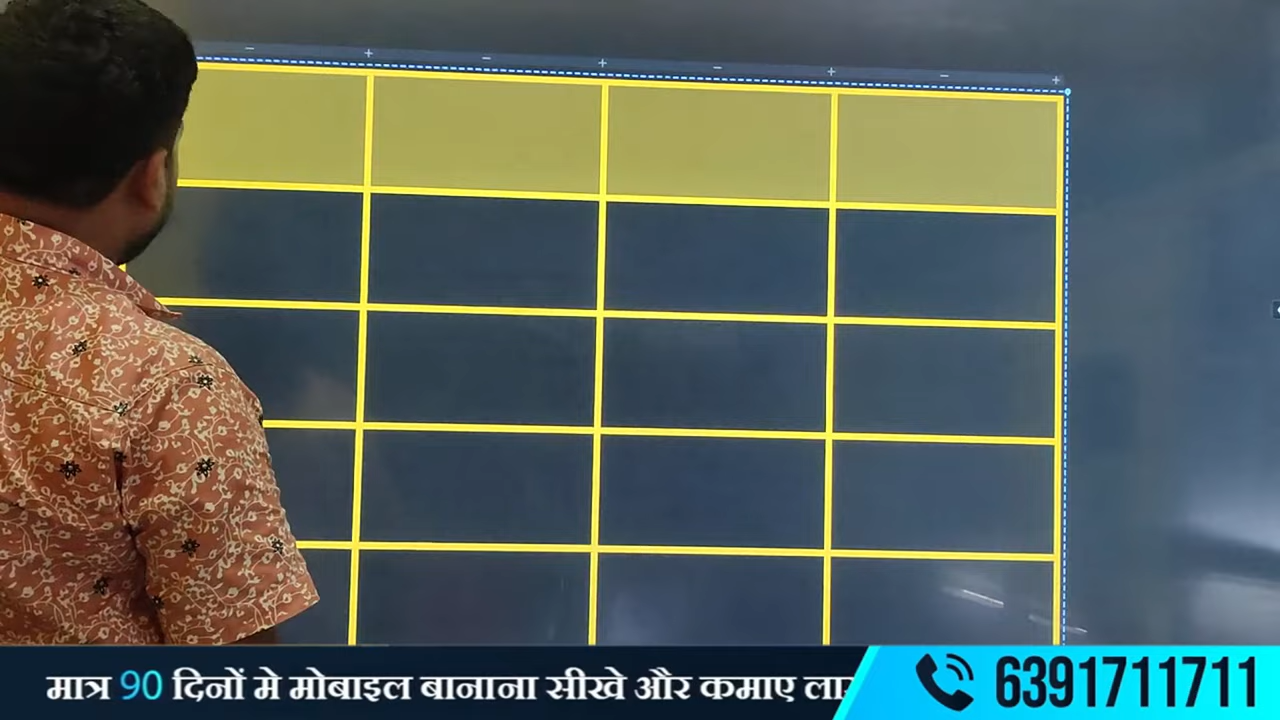 मात्र 90 दिनों मे मोबाइल बानाना सीखे और कमाए
6391711711